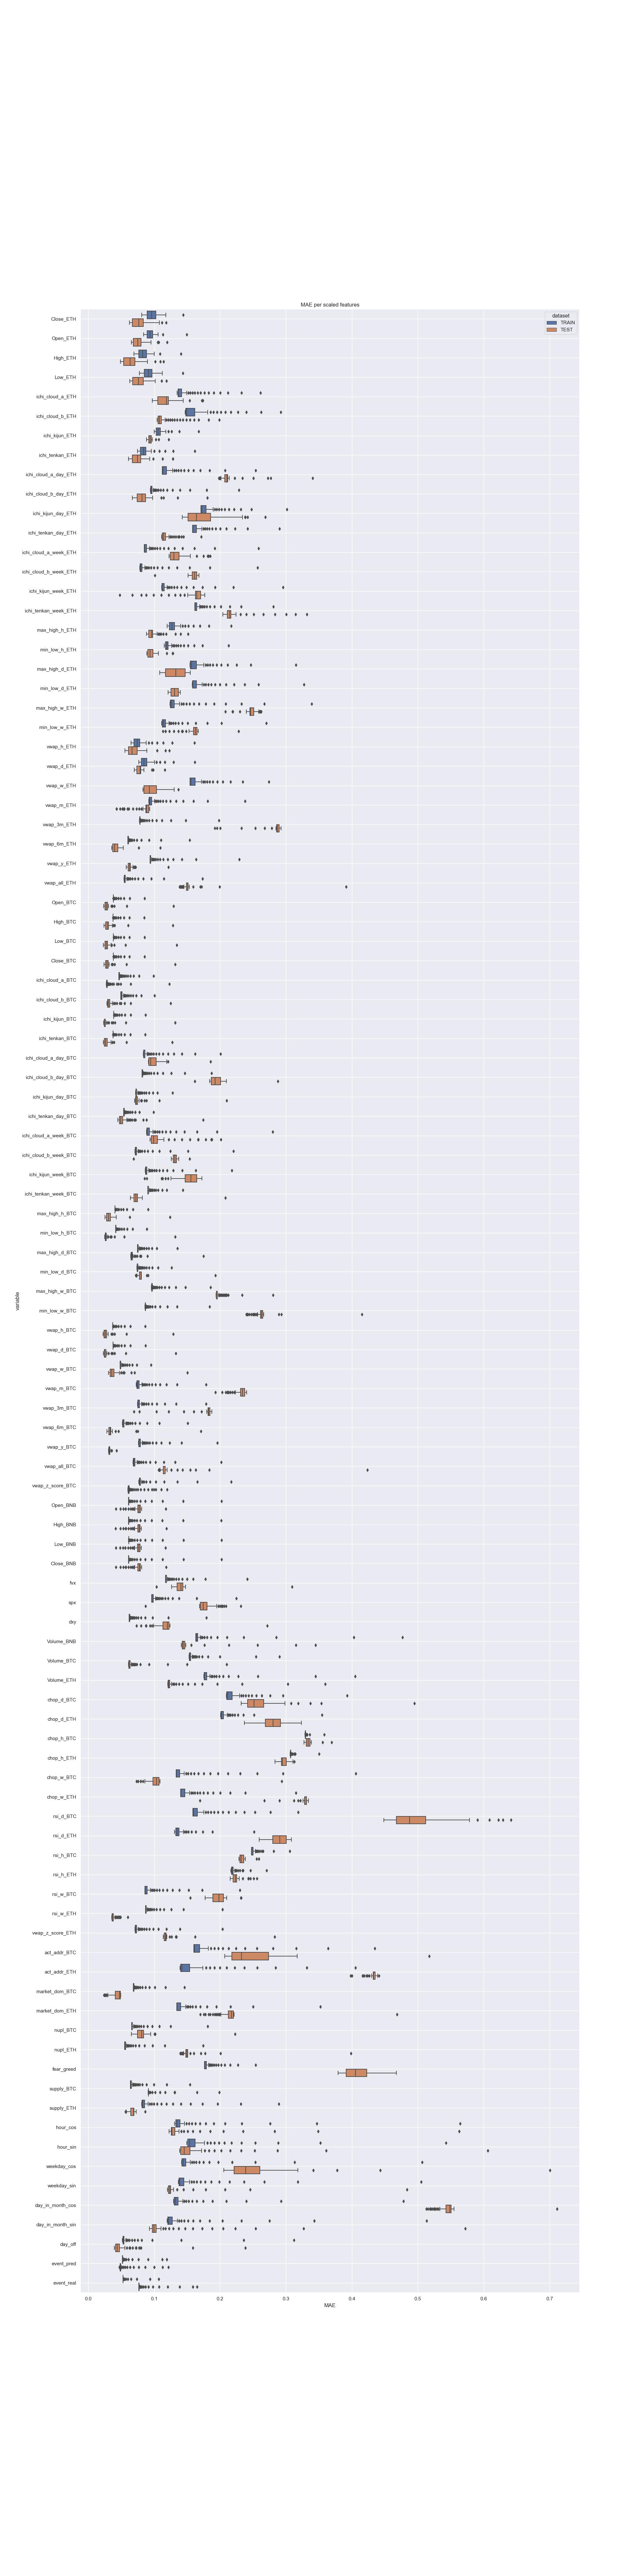 MAE per scaled features
dataset
TRAIN
TEST
variable
Close_ETH
Open_ETH
High_ETH
Low_ETH
ichi_cloud_a_ETH
ichi_cloud_b_ETH
ichi_kijun_ETH
ichi_tenkan_ETH
ichi_cloud_a_day_ETH
ichi_cloud_b_day_ETH
ichi_kijun_day_ETH
ichi_tenkan_day_ETH
ichi_cloud_a_week_ETH
ichi_cloud_b_week_ETH
ichi_kijun_week_ETH
ichi_tenkan_week_ETH
max_high_h_ETH
min_low_h_ETH
max_high_d_ETH
min_low_d_ETH
max_high_w_ETH
min_low_w_ETH
vwap_h_ETH
vwap_d_ETH
vwap_w_ETH
vwap_m_ETH
vwap_3m_ETH
vwap_6m_ETH
vwap_y_ETH
vwap_all_ETH
Open_BTC
High_BTC
Low_BTC
Close_BTC
ichi_cloud_a_BTC
ichi_cloud_b_BTC
ichi_kijun_BTC
ichi_tenkan_BTC
ichi_cloud_a_day_BTC
ichi_cloud_b_day_BTC
ichi_kijun_day_BTC
ichi_tenkan_day_BTC
ichi_cloud_a_week_BTC
ichi_cloud_b_week_BTC
ichi_kijun_week_BTC
ichi_tenkan_week_BTC
max_high_h_BTC
min_low_h_BTC
max_high_d_BTC
min_low_d_BTC
max_high_w_BTC
min_low_w_BTC
vwap_h_BTC
vwap_d_BTC
vwap_w_BTC
vwap_m_BTC
vwap_3m_BTC
vwap_6m_BTC
vwap_y_BTC
vwap_all_BTC
vwap_z_score_BTC
Open_BNB
High_BNB
Low_BNB
Close_BNB
fvx
spx
dxy
Volume_BNB
Volume_BTC
Volume_ETH
chop_d_BTC
chop_d_ETH
chop_h_BTC
chop_h_ETH
chop_w_BTC
chop_w_ETH
rsi_d_BTC
rsi_d_ETH
rsi_h_BTC
rsi_h_ETH
rsi_w_BTC
rsi_w_ETH
vwap_z_score_ETH
act_addr_BTC
act_addr_ETH
market_dom_BTC
market_dom_ETH
nupl_BTC
nupl_ETH
fear_greed
supply_BTC
supply_ETH
hour_cos
hour_sin
weekday_cos
weekday_sin
day_in_month_cos
day_in_month_sin
day_off
event_pred
event_real
0.0 0.1 0.2 0.3 0.4 0.5 0.6 0.7
MAE